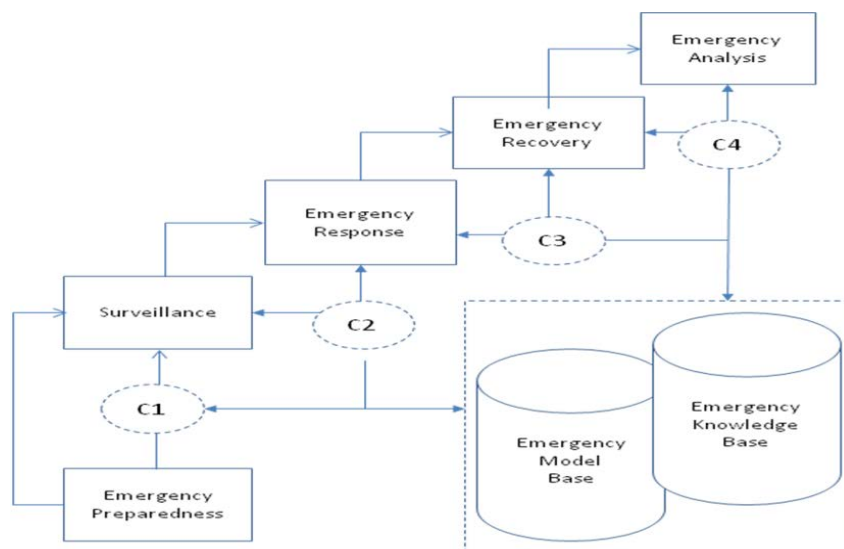 Emergency
Analysis
Emergency
Recovery
C4
Emergency
Response
C3
Surveillance
C2
C1
Emergency
Knowledge
Base
Emergency
Model
Base
Emergency
Preparedness